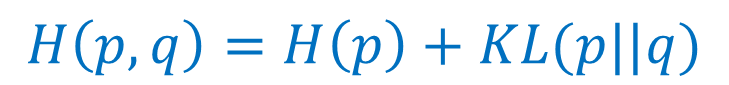 H(p, q) = H(p) + KL(p||q)